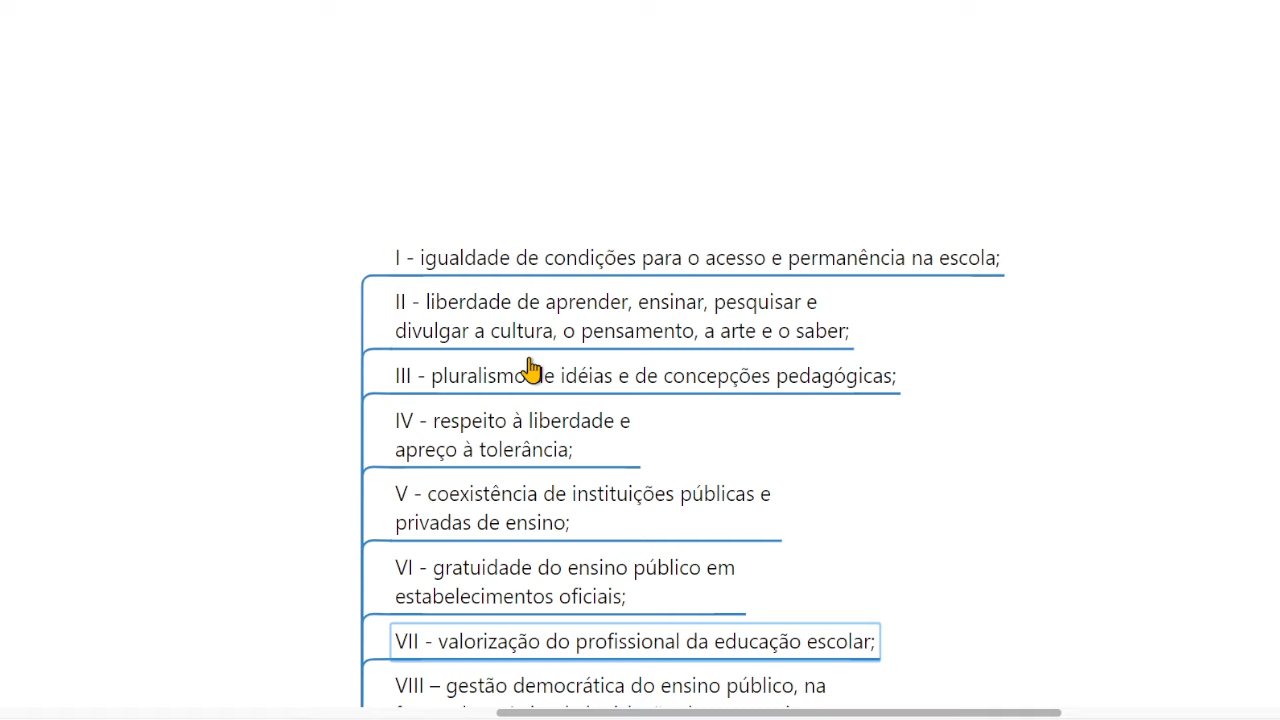 I - igualdade de condições para o acesso e permanência na escola;
II - liberdade de aprender, ensinar, pesquisar e
divulgar a cultura, o pensamento, a arte e o saber;
III - pluralismo de idéias e de concepções pedagógicas;
IV - respeito à liberdade e
apreço à tolerância;
V - coexistência de instituições públicas e
privadas de ensino;
VI - gratuidade do ensino público em
estabelecimentos oficiais;
VII - valorização do profissional da educação escolar;
VIII – gestão democrática do ensino público, na